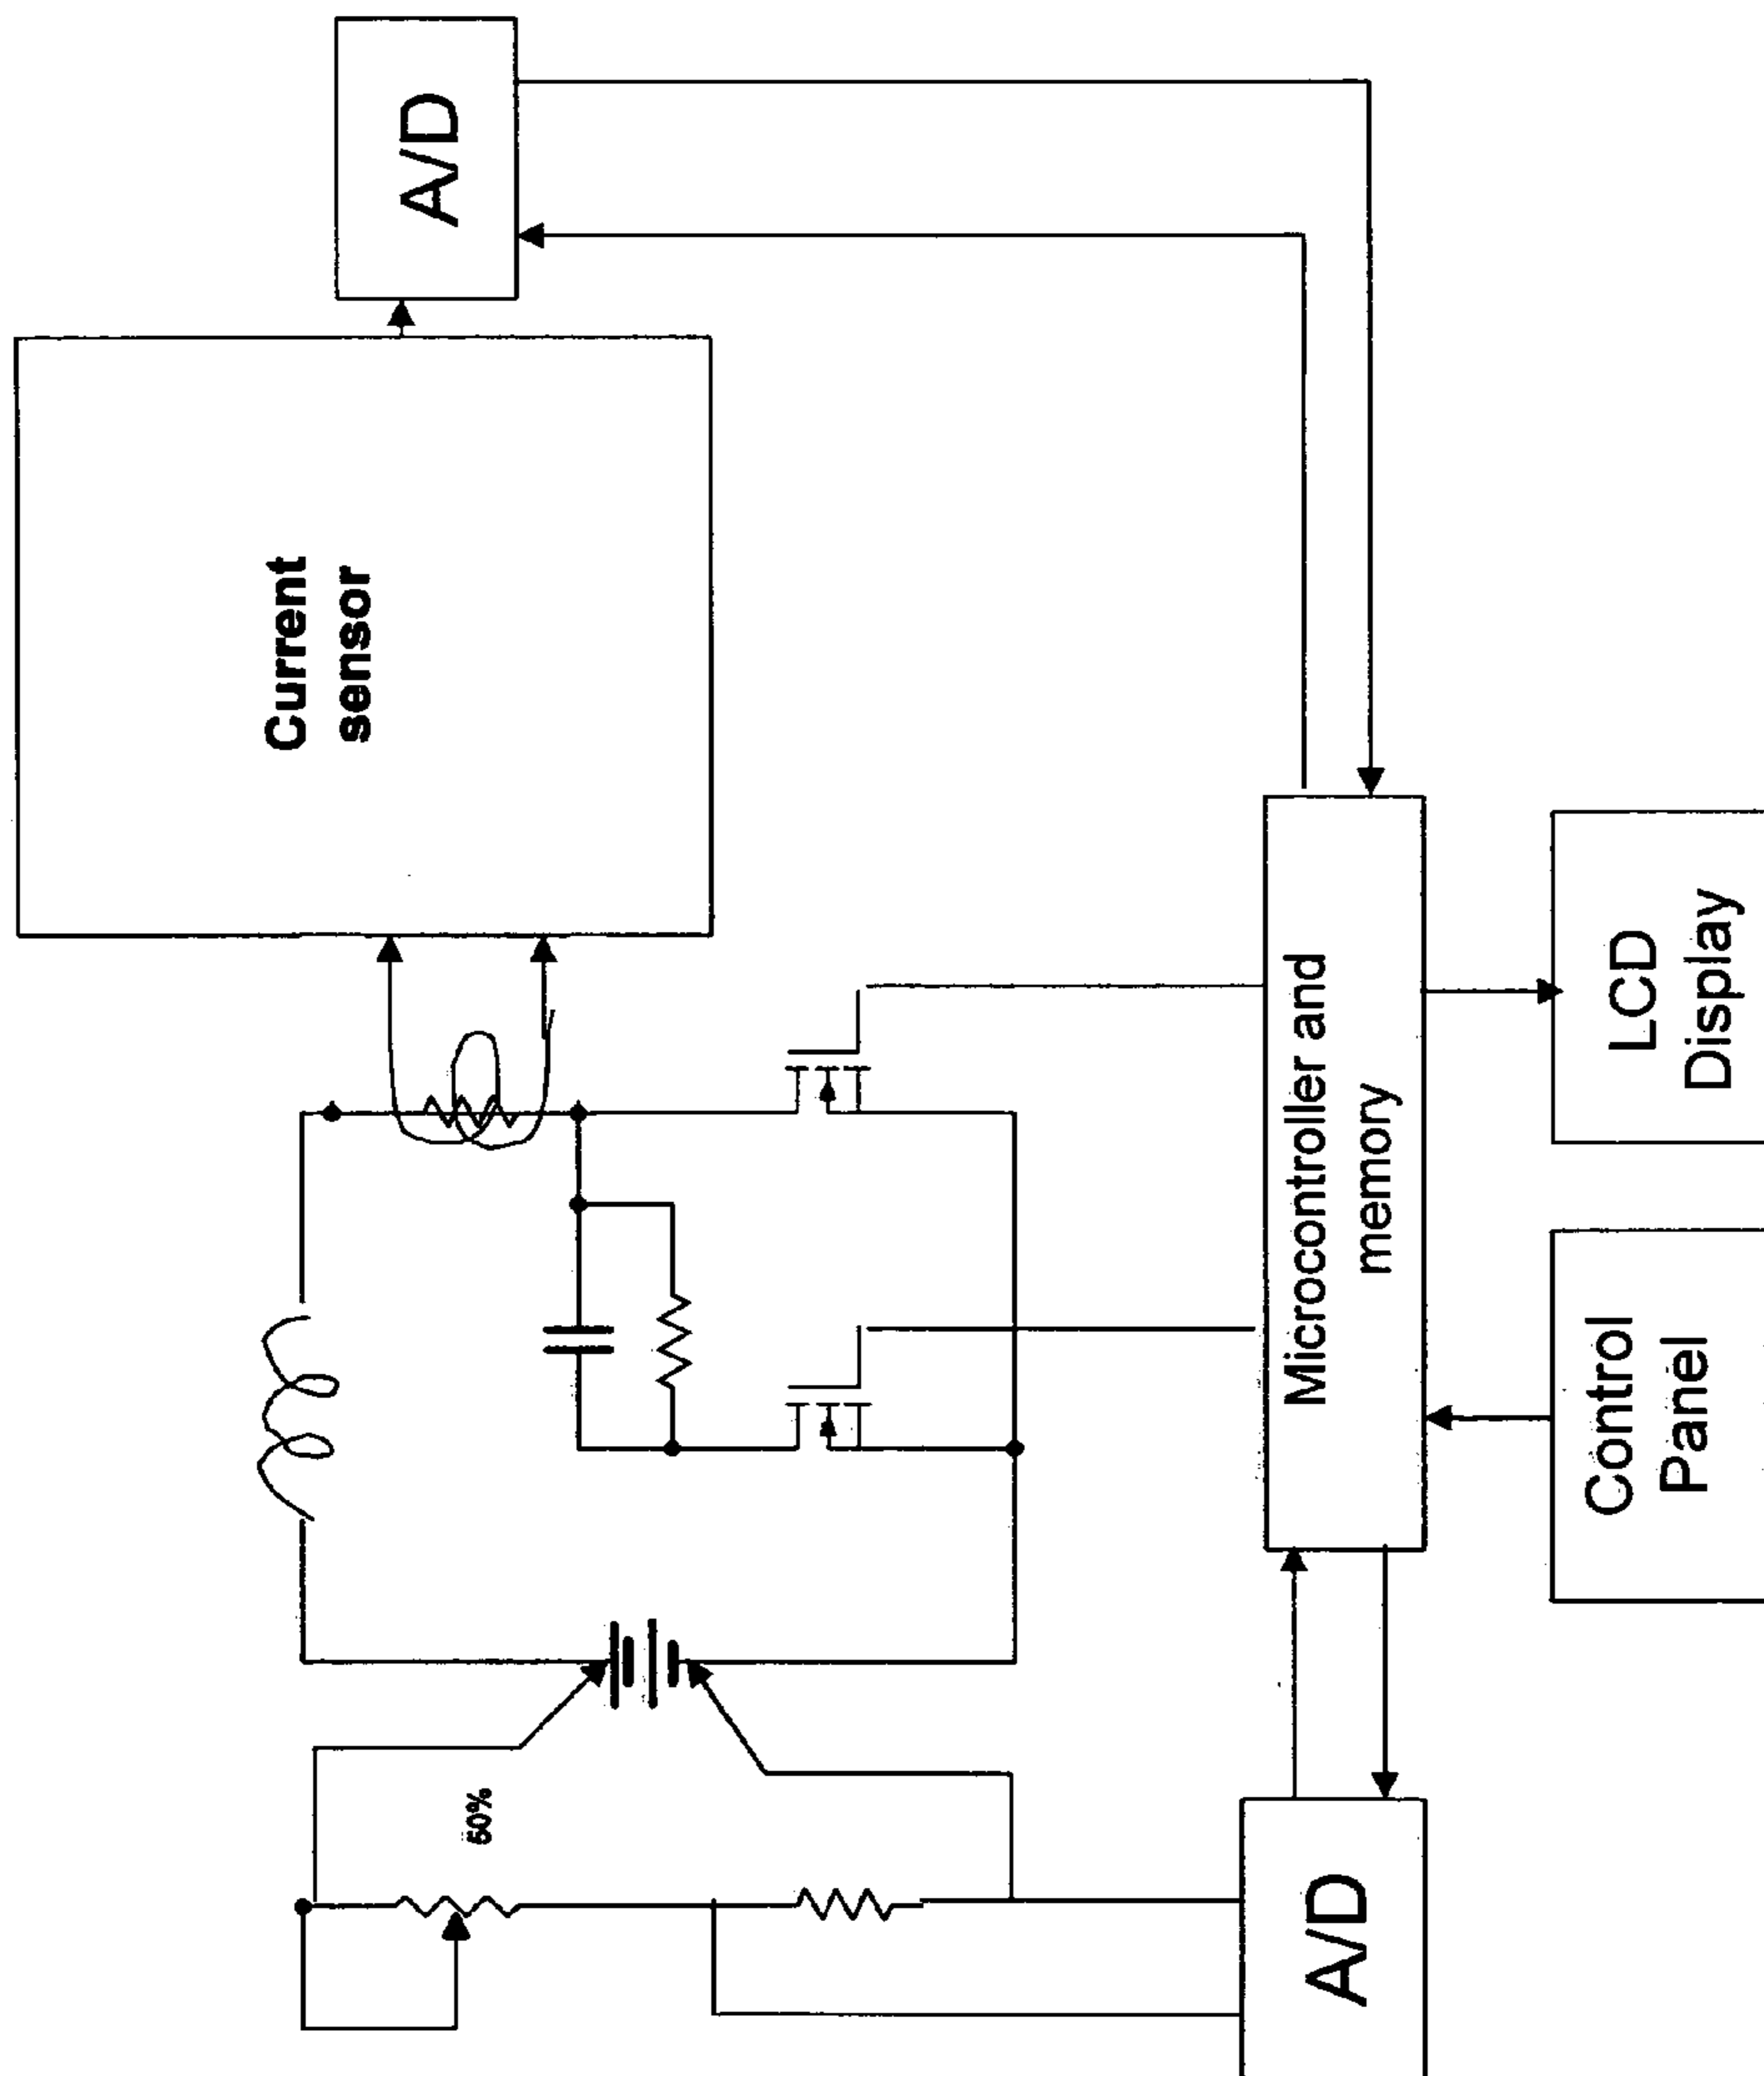 A/D
Current
sensor
50%
Microcontroller and
memory
A/D
Control
Panel
LCD
Display